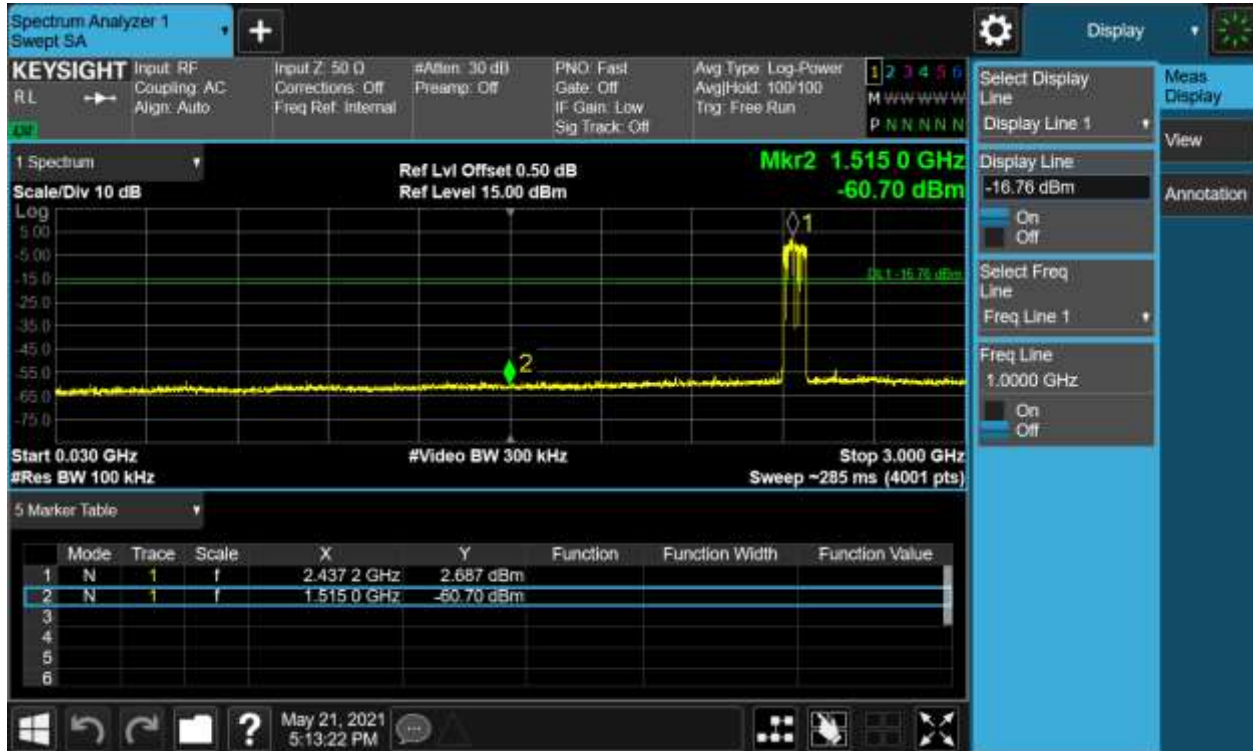 Spectrum Analyzer 1
Swept SA
+
Display
KEYSIGHT
RL
Input: RF
Coupling: AC
Align: Auto
Input Z: 50 Ω
Corrections: Off
Freq Ref: Internal
#Atten: 30 dB
Preamp: Off
PNO: Fast
Gate: Off
IF Gain: Low
Sig Track: Off
Avg Type: Log-Power
Avg|Hold: 100/100
Trig: Free Run
1 2 3 4 5 6
M W W W W W
P N N N N N
Select Display
Line
Display Line 1
Meas
Display
1 Spectrum
Scale/Div 10 dB
Ref Lvl Offset 0.50 dB
Ref Level 15.00 dBm
Mkr2 1.515 0 GHz
-60.70 dBm
Display Line
-16.76 dBm
On
Off
View
Annotation
Log
5.00
-5.00
-15.0
-25.0
-35.0
-45.0
-55.0
-65.0
-75.0
1
DL1 -16.76 dBm
2
Select Freq
Line
Freq Line 1
Freq Line
1.0000 GHz
On
Off
Start 0.030 GHz
#Video BW 300 kHz
Stop 3.000 GHz
#Res BW 100 kHz
Sweep ~285 ms (4001 pts)
5 Marker Table
Mode Trace Scale X Y Function Function Width Function Value
1 N 1 f 2.437 2 GHz 2.687 dBm
2 N 1 f 1.515 0 GHz -60.70 dBm
3
4
5
6
?
May 21, 2021
5:13:22 PM